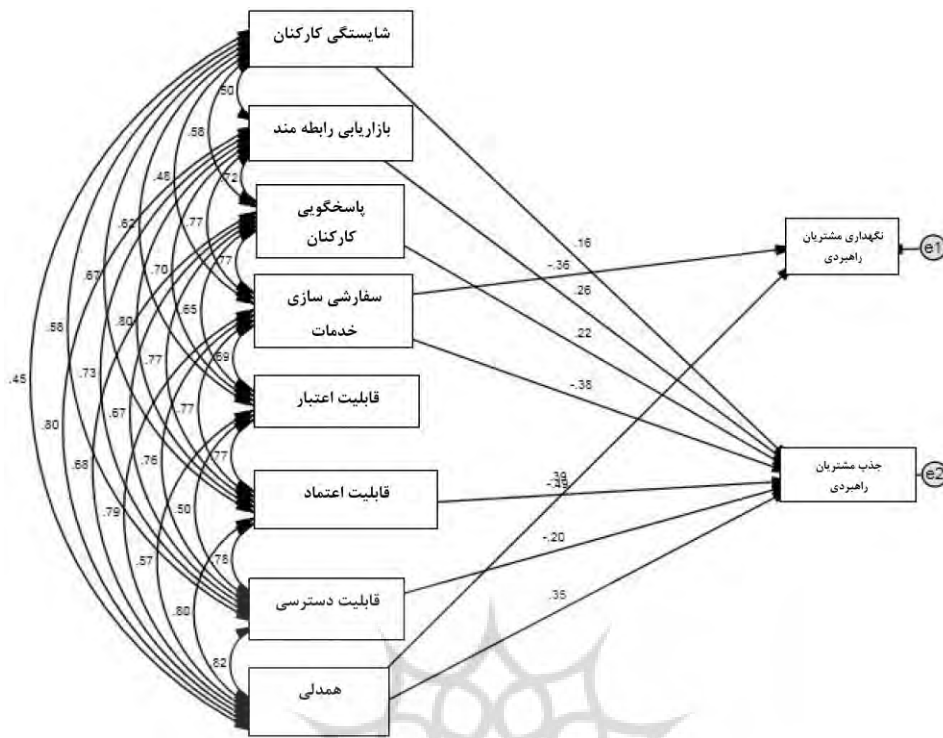 شایستگی کارکنان
.50
بازاریابی رابطه مند
.58
.48
.72
پاسخگویی
کارکنان
.62
.77
.16
نگهداری مشتریان
راهبردی
e1
.67
.70
.77
-.36
.26
سفارشی سازی
خدمات
.58
.80
.65
.22
.45
.73
.77
.69
-.38
قابلیت اعتبار
.80
.67
.77
جذب مشتریان
راهبردی
e2
.68
.76
.77
قابلیت اعتماد
.39
-.49
.79
.50
.57
.78
-.20
قابلیت دسترسی
.80
.35
.82
همدلی